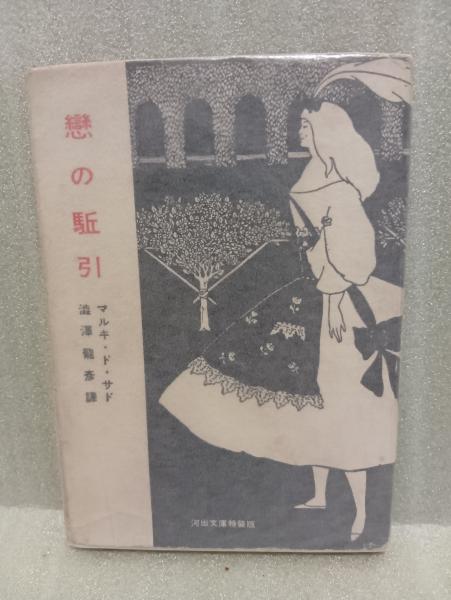 戀の駈引
マルキ・ド・サド
澁澤龍彥譯
河出文庫特裝版